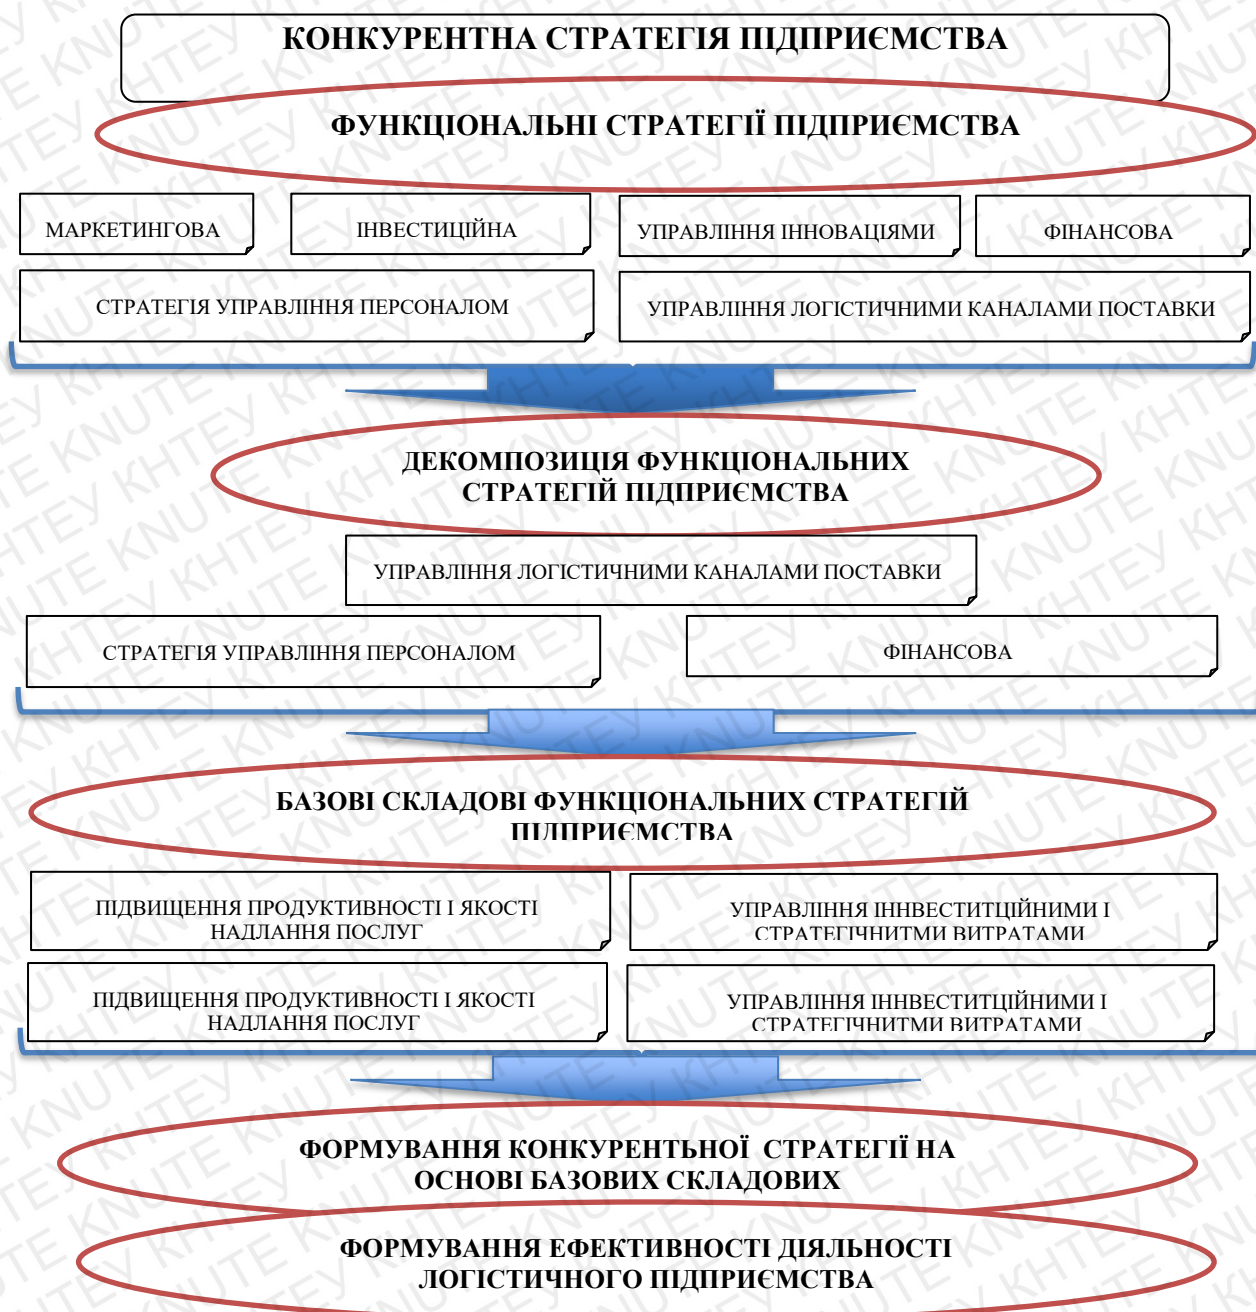 КОНКУРЕНТНА СТРАТЕГІЯ ПІДПРИЄМСТВА
ФУНКЦІОНАЛЬНІ СТРАТЕГІЇ ПІДПРИЄМСТВА
МАРКЕТИНГОВА
ІНВЕСТИЦІЙНА
УПРАВЛІННЯ ІННОВАЦІЯМИ
ФІНАНСОВА
СТРАТЕГІЯ УПРАВЛІННЯ ПЕРСОНАЛОМ
УПРАВЛІННЯ ЛОГІСТИЧНИМИ КАНАЛАМИ ПОСТАВКИ
ДЕКОМПОЗИЦІЯ ФУНКЦІОНАЛЬНИХ
СТРАТЕГІЙ ПІДПРИЄМСТВА
УПРАВЛІННЯ ЛОГІСТИЧНИМИ КАНАЛАМИ ПОСТАВКИ
СТРАТЕГІЯ УПРАВЛІННЯ ПЕРСОНАЛОМ
ФІНАНСОВА
БАЗОВІ СКЛАДОВІ ФУНКЦІОНАЛЬНИХ СТРАТЕГІЙ
ПІДПРИЄМСТВА
ПІДВИЩЕННЯ ПРОДУКТИВНОСТІ І ЯКОСТІ
НАДЛАННЯ ПОСЛУГ
УПРАВЛІННЯ ІННВЕСТИТЦІЙНИМИ І
СТРАТЕГІЧНИТМИ ВИТРАТАМИ
ПІДВИЩЕННЯ ПРОДУКТИВНОСТІ І ЯКОСТІ
НАДЛАННЯ ПОСЛУГ
УПРАВЛІННЯ ІННВЕСТИТЦІЙНИМИ І
СТРАТЕГІЧНИТМИ ВИТРАТАМИ
ФОРМУВАННЯ КОНКУРЕНТЬНОЇ СТРАТЕГІЇ НА
ОСНОВІ БАЗОВИХ СКЛАДОВИХ
ФОРМУВАННЯ ЕФЕКТИВНОСТІ ДІЯЛЬНОСТІ
ЛОГІСТИЧНОГО ПІДПРИЄМСТВА